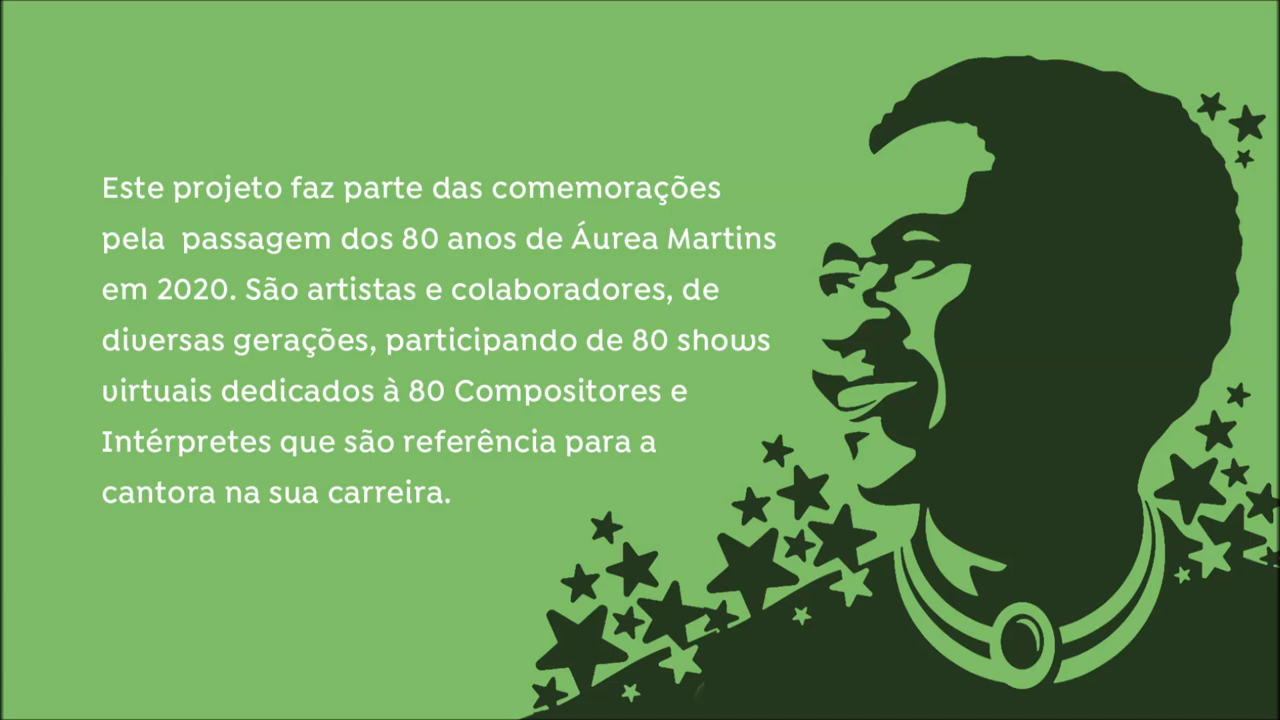 Este projeto faz parte das comemorações
pela  passagem dos 80 anos de Áurea Martins
em 2020. São artistas e colaboradores, de
diversas gerações, participando de 80 shows
virtuais dedicados à 80 Compositores e
Intérpretes que são referência para a
cantora na sua carreira.